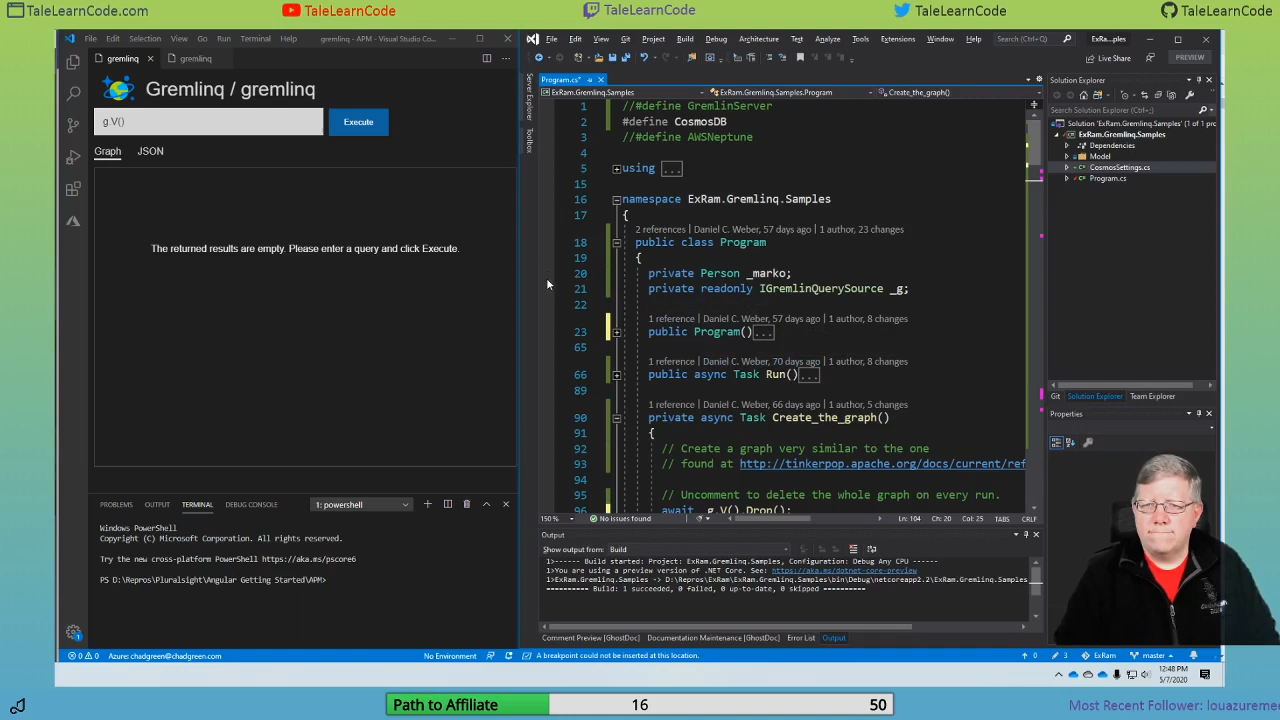 TaleLearnCode.com
TaleLearnCode
TaleLearnCode
TaleLearnCode
TaleLearnCode
File Edit Selection View Go Run Terminal Help gremlinq - APM - Visual Studio Co...
gremlinq
gremlinq
Gremlinq / gremlinq
g.V()
Execute
Graph JSON
The returned results are empty. Please enter a query and click Execute.
PROBLEMS OUTPUT TERMINAL DEBUG CONSOLE 1: powershell
Windows PowerShell
Copyright (C) Microsoft Corporation. All rights reserved.
Try the new cross-platform PowerShell https://aka.ms/pscore6
PS D:\Repros\Pluralsight\Angular Getting Started\APM>
File Edit View Git Project Build Debug Architecture Test Analyze Tools Extensions Window Help Search (Ctrl+Q) ExRa...ples
Live Share
PREVIEW
Server Explorer
Toolbox
Program.cs*
ExRam.Gremlinq.Samples ExRam.Gremlinq.Samples.Program Create_the_graph()
1 //#define GremlinServer
2 #define CosmosDB
3 //#define AWSNeptune
4
5 using ...
15
16 namespace ExRam.Gremlinq.Samples
17 {
2 references | Daniel C. Weber, 57 days ago | 1 author, 23 changes
18 public class Program
19 {
20 private Person _marko;
21 private readonly IGremlinQuerySource _g;
22
1 reference | Daniel C. Weber, 57 days ago | 1 author, 8 changes
23 public Program()...
65
1 reference | Daniel C. Weber, 70 days ago | 1 author, 8 changes
66 public async Task Run()...
89
1 reference | Daniel C. Weber, 66 days ago | 1 author, 5 changes
90 private async Task Create_the_graph()
91 {
92 // Create a graph very similar to the one
93 // found at http://tinkerpop.apache.org/docs/current/ref
94
95 // Uncomment to delete the whole graph on every run.
96 await _g.V().Drop();
150 % No issues found Ln: 104 Ch: 20 Col: 25 TABS CRLF
Output
Show output from: Build
1>------ Build started: Project: ExRam.Gremlinq.Samples, Configuration: Debug Any CPU ------
1>You are using a preview version of .NET Core. See: https://aka.ms/dotnet-core-preview
1>ExRam.Gremlinq.Samples -> D:\Repros\ExRam\ExRam.Gremlinq.Samples\bin\Debug\netcoreapp2.2\ExRam.Gremlinq.Samples
========== Build: 1 succeeded, 0 failed, 0 up-to-date, 0 skipped ==========
Comment Preview [GhostDoc] Documentation Maintenance [GhostDoc] Error List Output
Solution Explorer
Search Solution Explorer (Ctrl+;)
Solution 'ExRam.Gremlinq.Samples' (1 of 1 pr
ExRam.Gremlinq.Samples
Dependencies
Model
CosmosSettings.cs
Program.cs
Git Solution Explorer Team Explorer
Properties
0 0 Azure: chadgreen@chadgreen.com No Environment
A breakpoint could not be inserted at this location. 0 3 ExRam master
12:48 PM
5/7/2020
Path to Affiliate 16 50
Most Recent Follower: louazureme